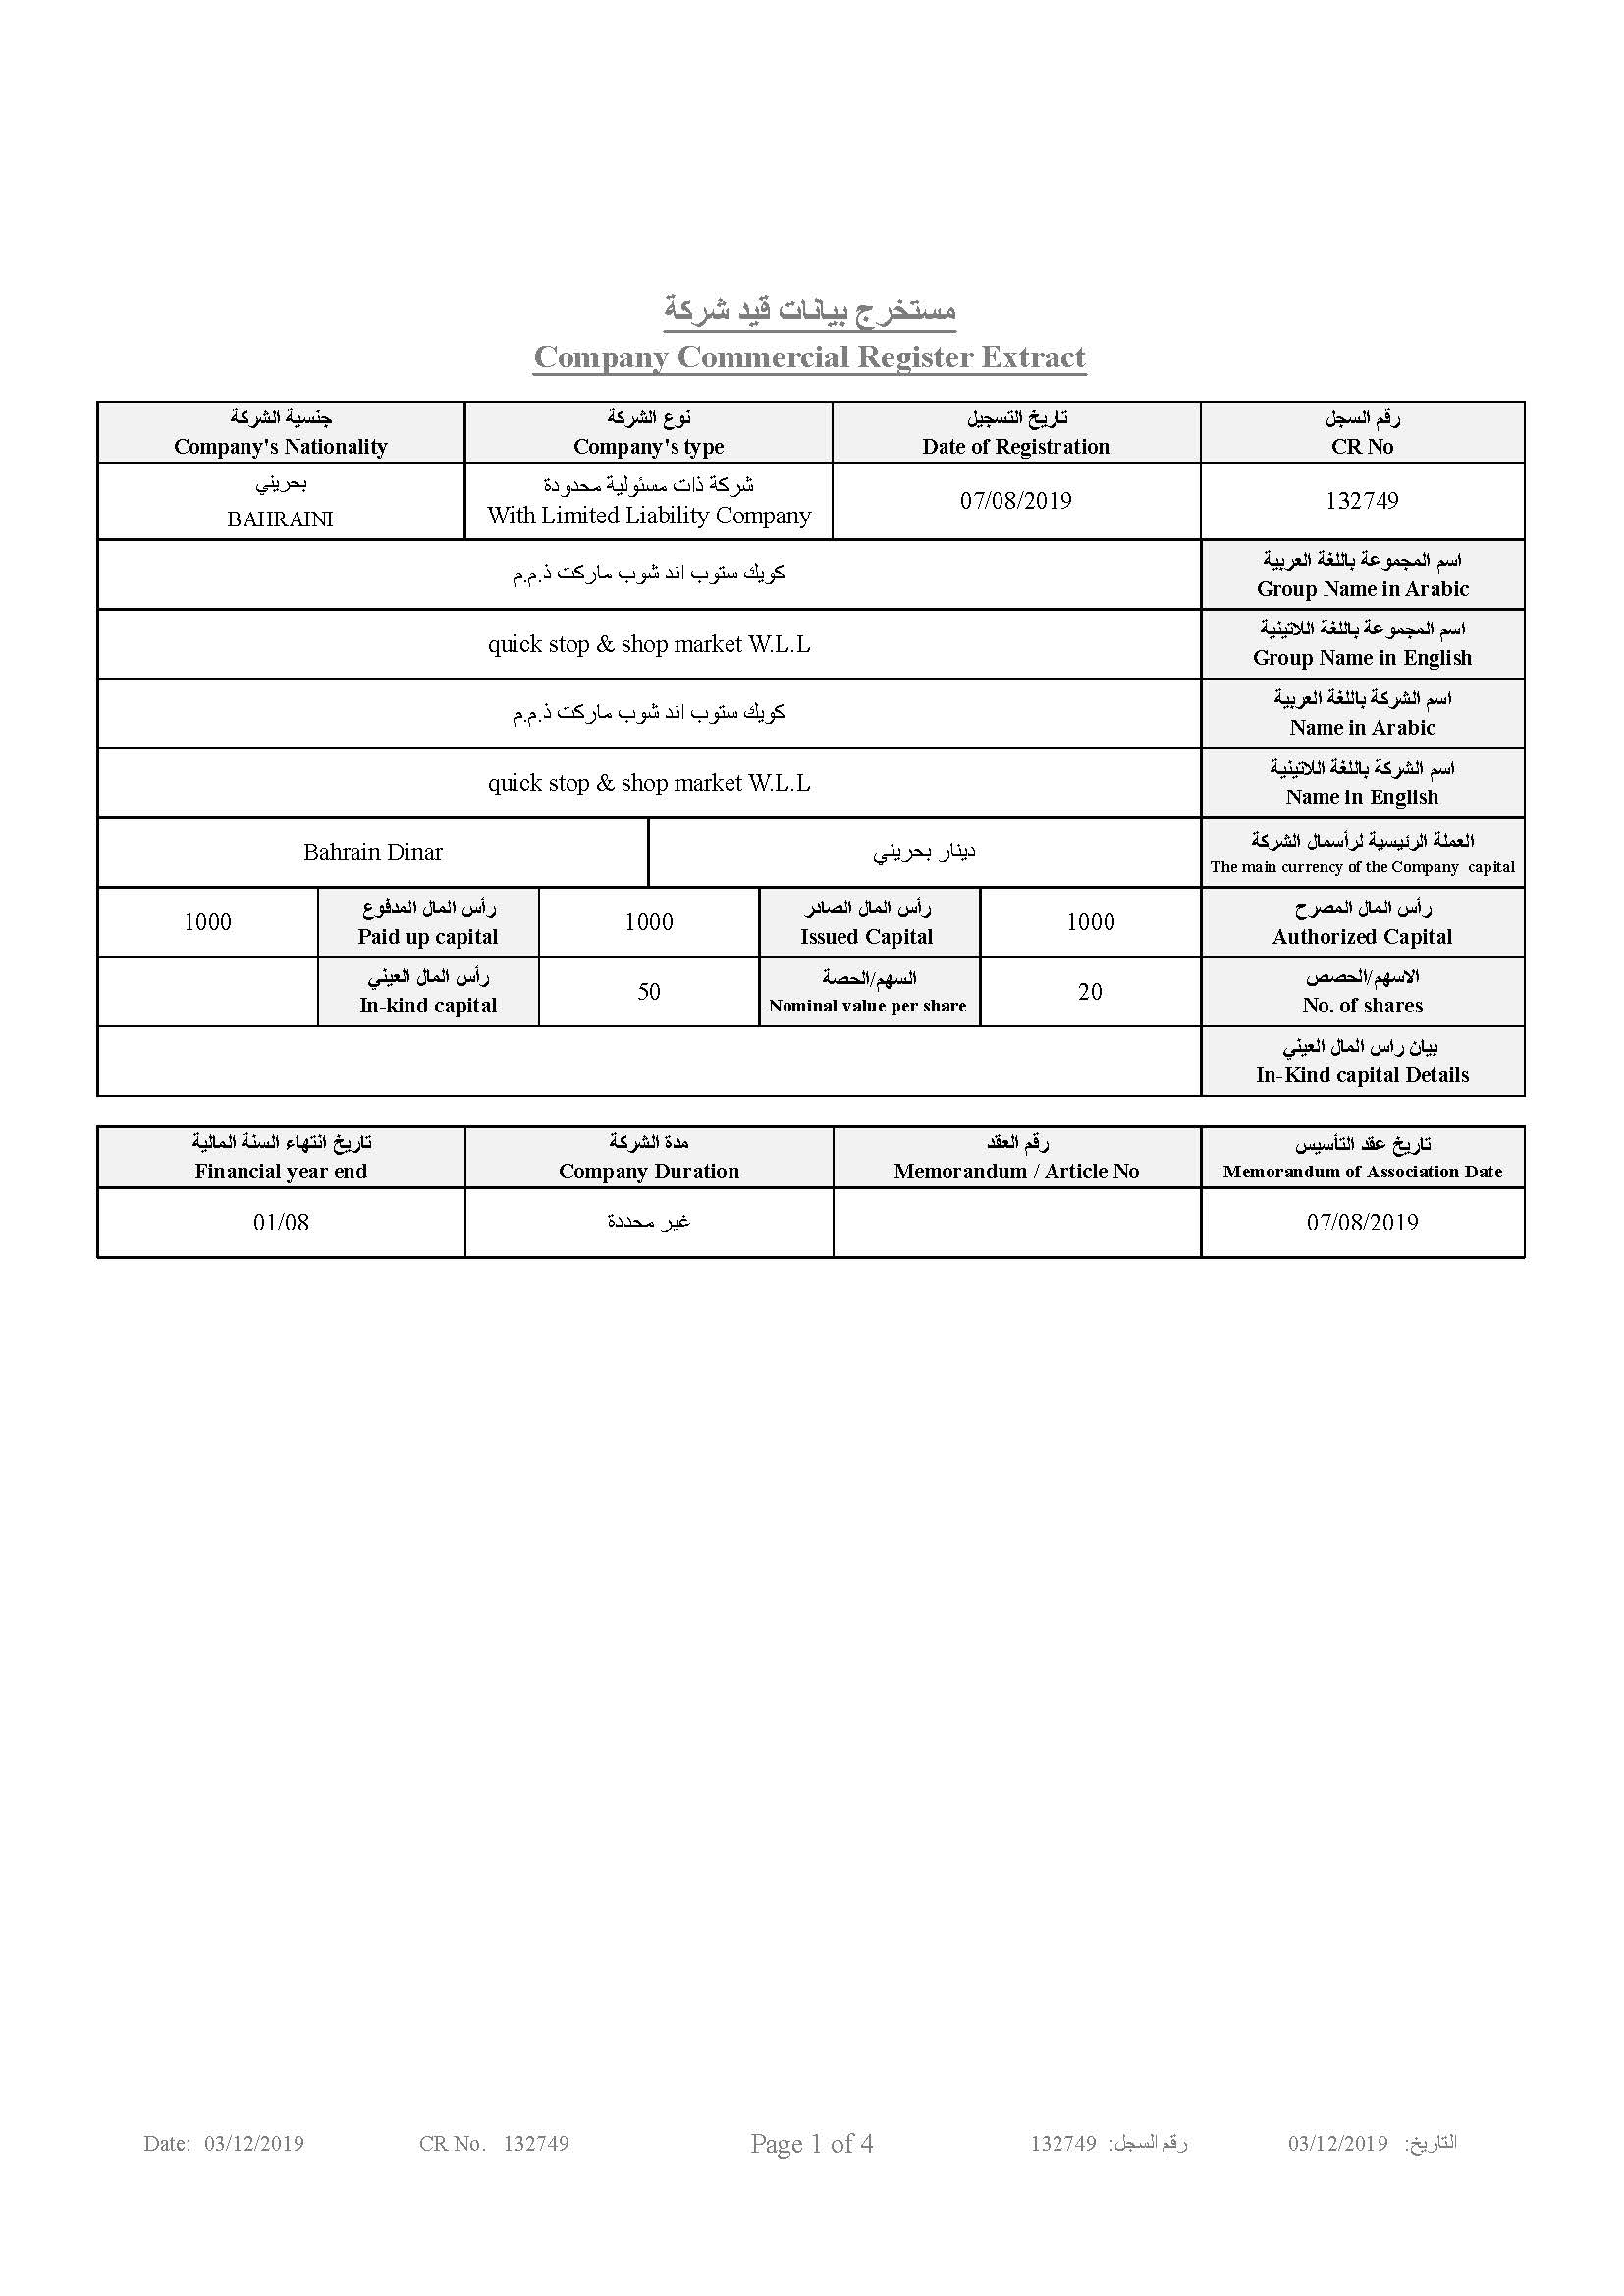 مستخرج بيانات قيد شركة
Company Commercial Register Extract
رقم السجل
CR No
تاريخ التسجيل
Date of Registration
نوع الشركة
Company's type
جنسية الشركة
Company's Nationality
132749
07/08/2019
شركة ذات مسئولية محدودة
With Limited Liability Company
بحريني
BAHRAINI
اسم المجموعة باللغة العربية
Group Name in Arabic
كويك ستوب اند شوب ماركت ذ.م.م
اسم المجموعة باللغة اللاتينية
Group Name in English
quick stop & shop market W.L.L
اسم الشركة باللغة العربية
Name in Arabic
كويك ستوب اند شوب ماركت ذ.م.م
اسم الشركة باللغة اللاتينية
Name in English
quick stop & shop market W.L.L
العملة الرئيسية لرأسمال الشركة
The main currency of the Company capital
دينار بحريني
Bahrain Dinar
رأس المال المصرح
Authorized Capital
1000
رأس المال الصادر
Issued Capital
1000
رأس المال المدفوع
Paid up capital
1000
الاسهم/الحصص
No. of shares
20
السهم/الحصة
Nominal value per share
50
رأس المال العيني
In-kind capital
بيان راس المال العيني
In-Kind capital Details
تاريخ عقد التأسيس
Memorandum of Association Date
رقم العقد
Memorandum / Article No
مدة الشركة
Company Duration
تاريخ انتهاء السنة المالية
Financial year end
07/08/2019
غير محددة
01/08
Date: 03/12/2019
CR No. 132749
Page 1 of 4
رقم السجل: 132749
التاريخ: 03/12/2019